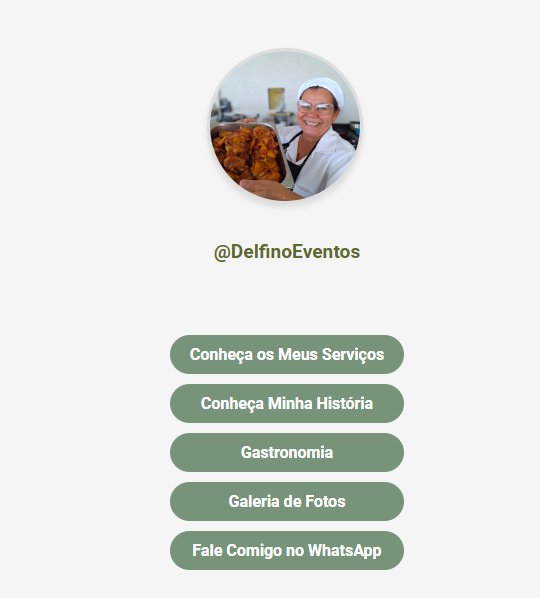 @DelfinoEventos
Conheça os Meus Serviços
Conheça Minha História
Gastronomia
Galeria de Fotos
Fale Comigo no WhatsApp